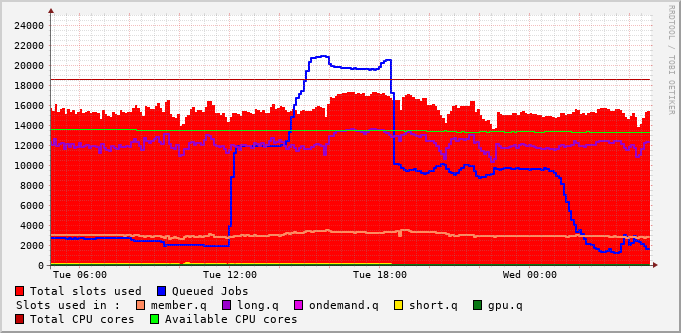 RRDTOOL / TOBI OETIKER
24000
22000
20000
18000
16000
14000
12000
10000
8000
6000
4000
2000
0
Tue 06:00 Tue 12:00 Tue 18:00 Wed 00:00
Total slots used Queued Jobs
Slots used in : member.q long.q ondemand.q short.q gpu.q
Total CPU cores Available CPU cores